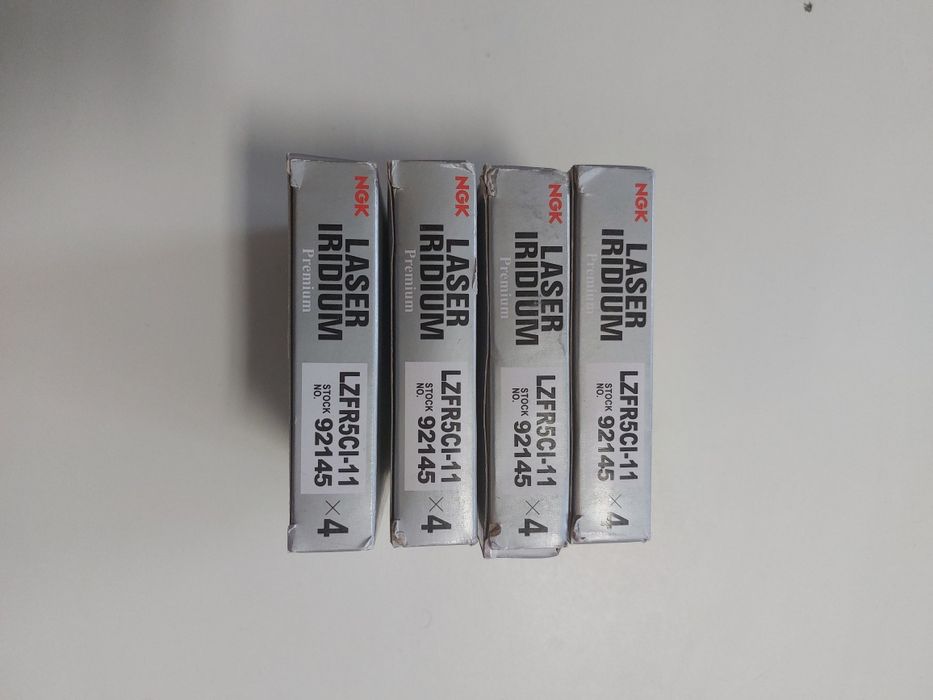 NGK
LASER
IRIDIUM
Premium
LZFR5CI-11
STOCK NO. 92145
×4
NGK
LASER
IRIDIUM
Premium
LZFR5CI-11
STOCK NO. 92145
×4
NGK
LASER
IRIDIUM
Premium
LZFR5CI-11
STOCK NO. 92145
×4
NGK
LASER
IRIDIUM
Premium
LZFR5CI-11
STOCK NO. 92145
×4